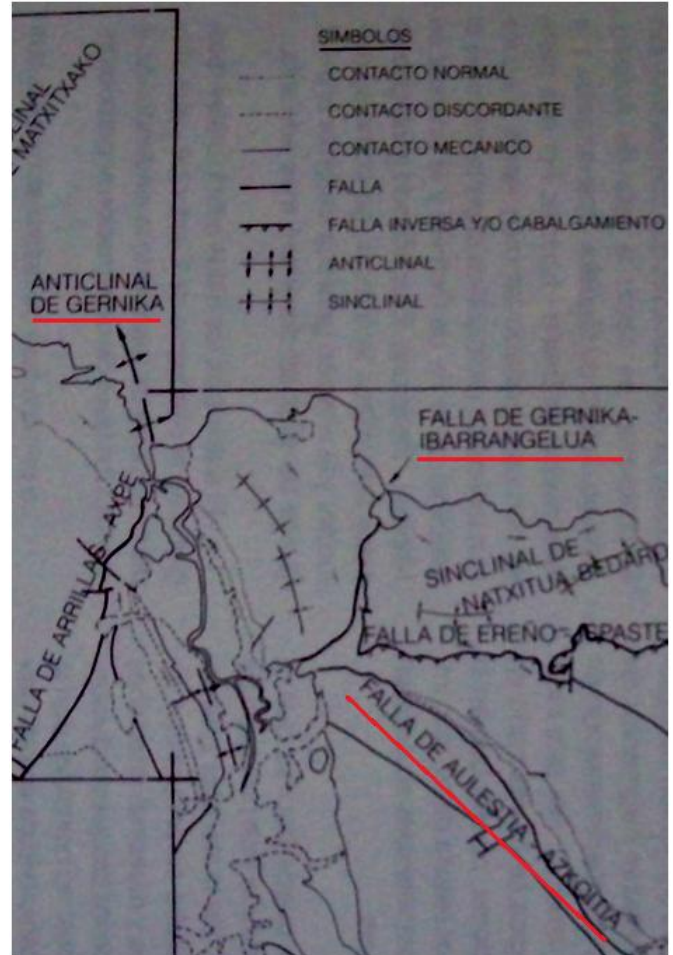 SIMBOLOS
CONTACTO NORMAL
CONTACTO DISCORDANTE
CONTACTO MECANICO
FALLA
FALLA INVERSA Y/O CABALGAMIENTO
ANTICLINAL
SINCLINAL
MATXITXAKO
ANTICLINAL
DE GERNIKA
FALLA DE GERNIKA-
IBARRANGELUA
FALLA DE ARRILLAS - AXPE
SINCLINAL DE
NATXITUA-BEDARO
FALLA DE EREÑO-
FALLA DE AULESTIA - AZKOITIA